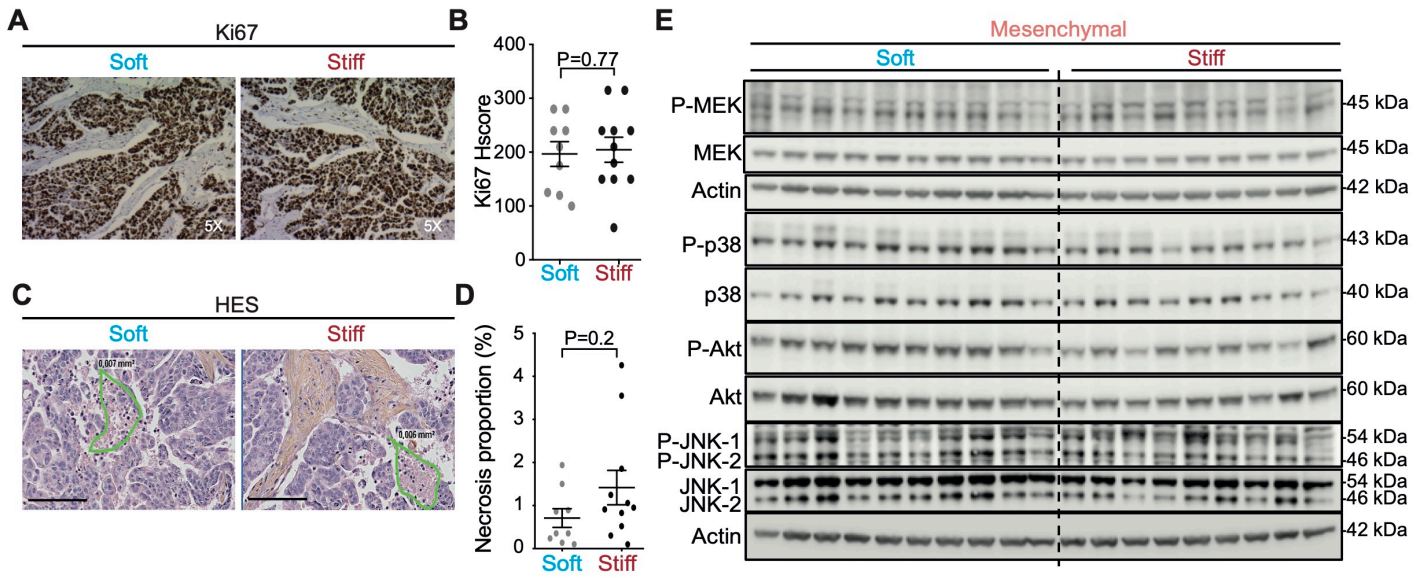 A
Ki67
Soft
Stiff
5X
5X
B
400
300
200
100
0
Ki67 Hscore
P=0.77
Soft
Stiff
C
HES
Soft
Stiff
0,007 mm²
0,006 mm²
D
5
4
3
2
1
0
Necrosis proportion (%)
P=0.2
Soft
Stiff
E
Mesenchymal
Soft
Stiff
P-MEK
45 kDa
MEK
45 kDa
Actin
42 kDa
P-p38
43 kDa
p38
40 kDa
P-Akt
60 kDa
Akt
60 kDa
P-JNK-1
54 kDa
P-JNK-2
46 kDa
JNK-1
54 kDa
JNK-2
46 kDa
Actin
42 kDa